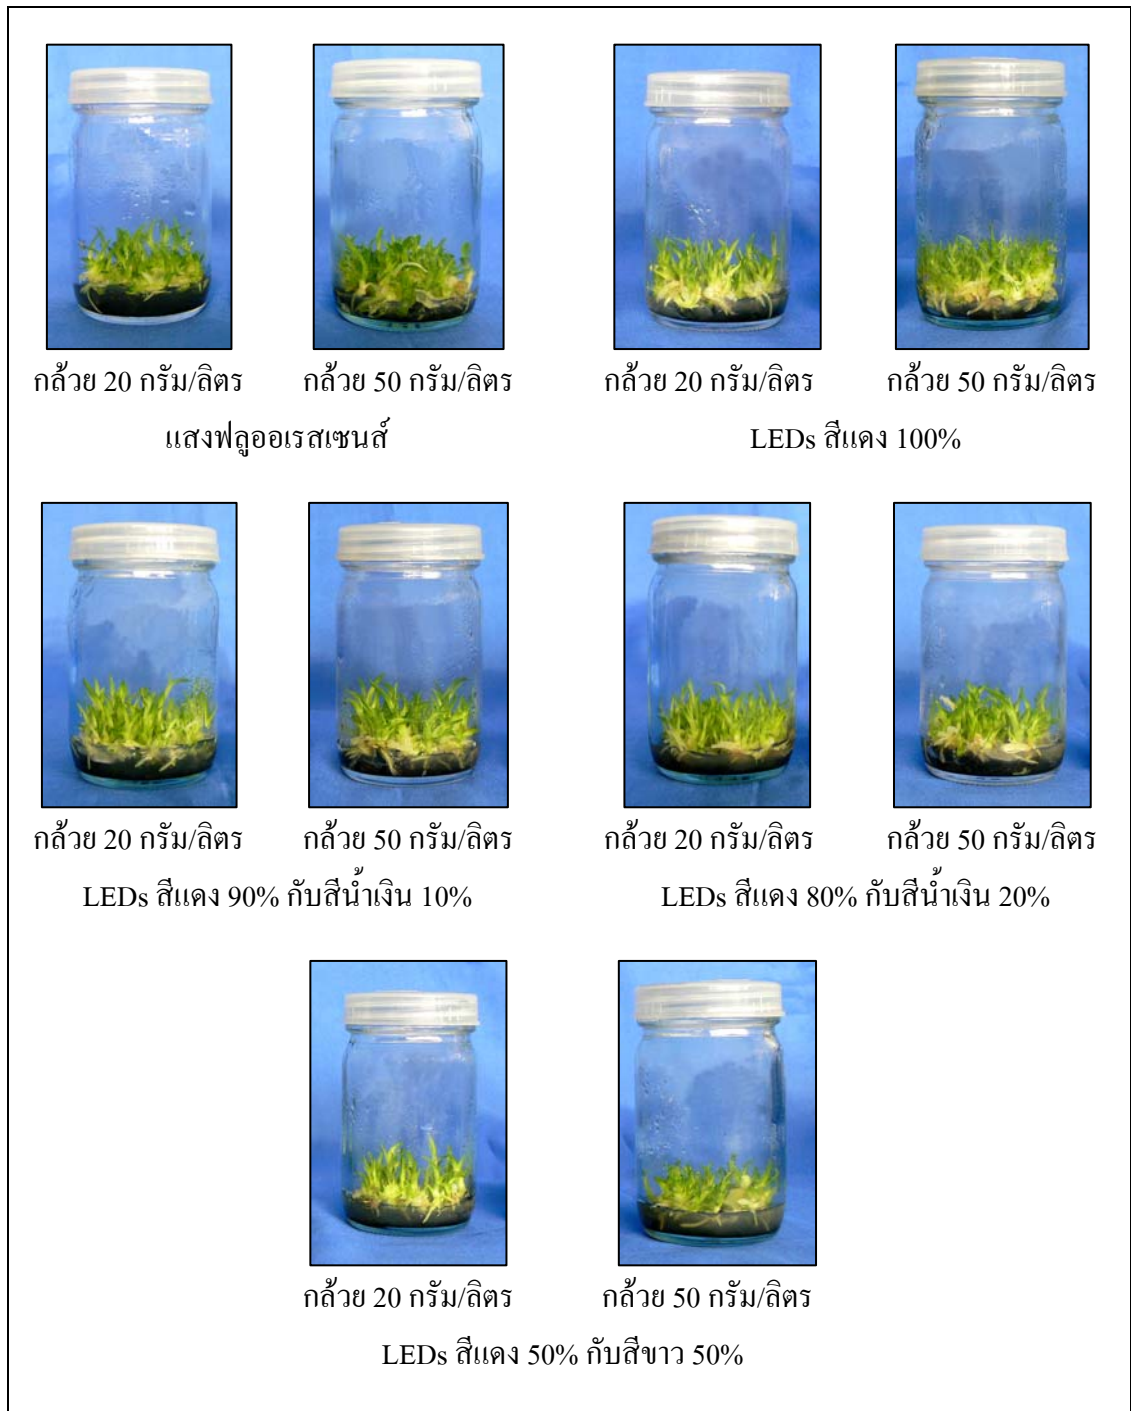 กล้วย 20 กรัม/ลิตร กล้วย 50 กรัม/ลิตร กล้วย 20 กรัม/ลิตร กล้วย 50 กรัม/ลิตร
แสงฟลูออเรสเซนส์ LEDs สีแดง 100%
กล้วย 20 กรัม/ลิตร กล้วย 50 กรัม/ลิตร กล้วย 20 กรัม/ลิตร กล้วย 50 กรัม/ลิตร
LEDs สีแดง 90% กับสีน้ำเงิน 10% LEDs สีแดง 80% กับสีน้ำเงิน 20%
กล้วย 20 กรัม/ลิตร กล้วย 50 กรัม/ลิตร
LEDs สีแดง 50% กับสีขาว 50%